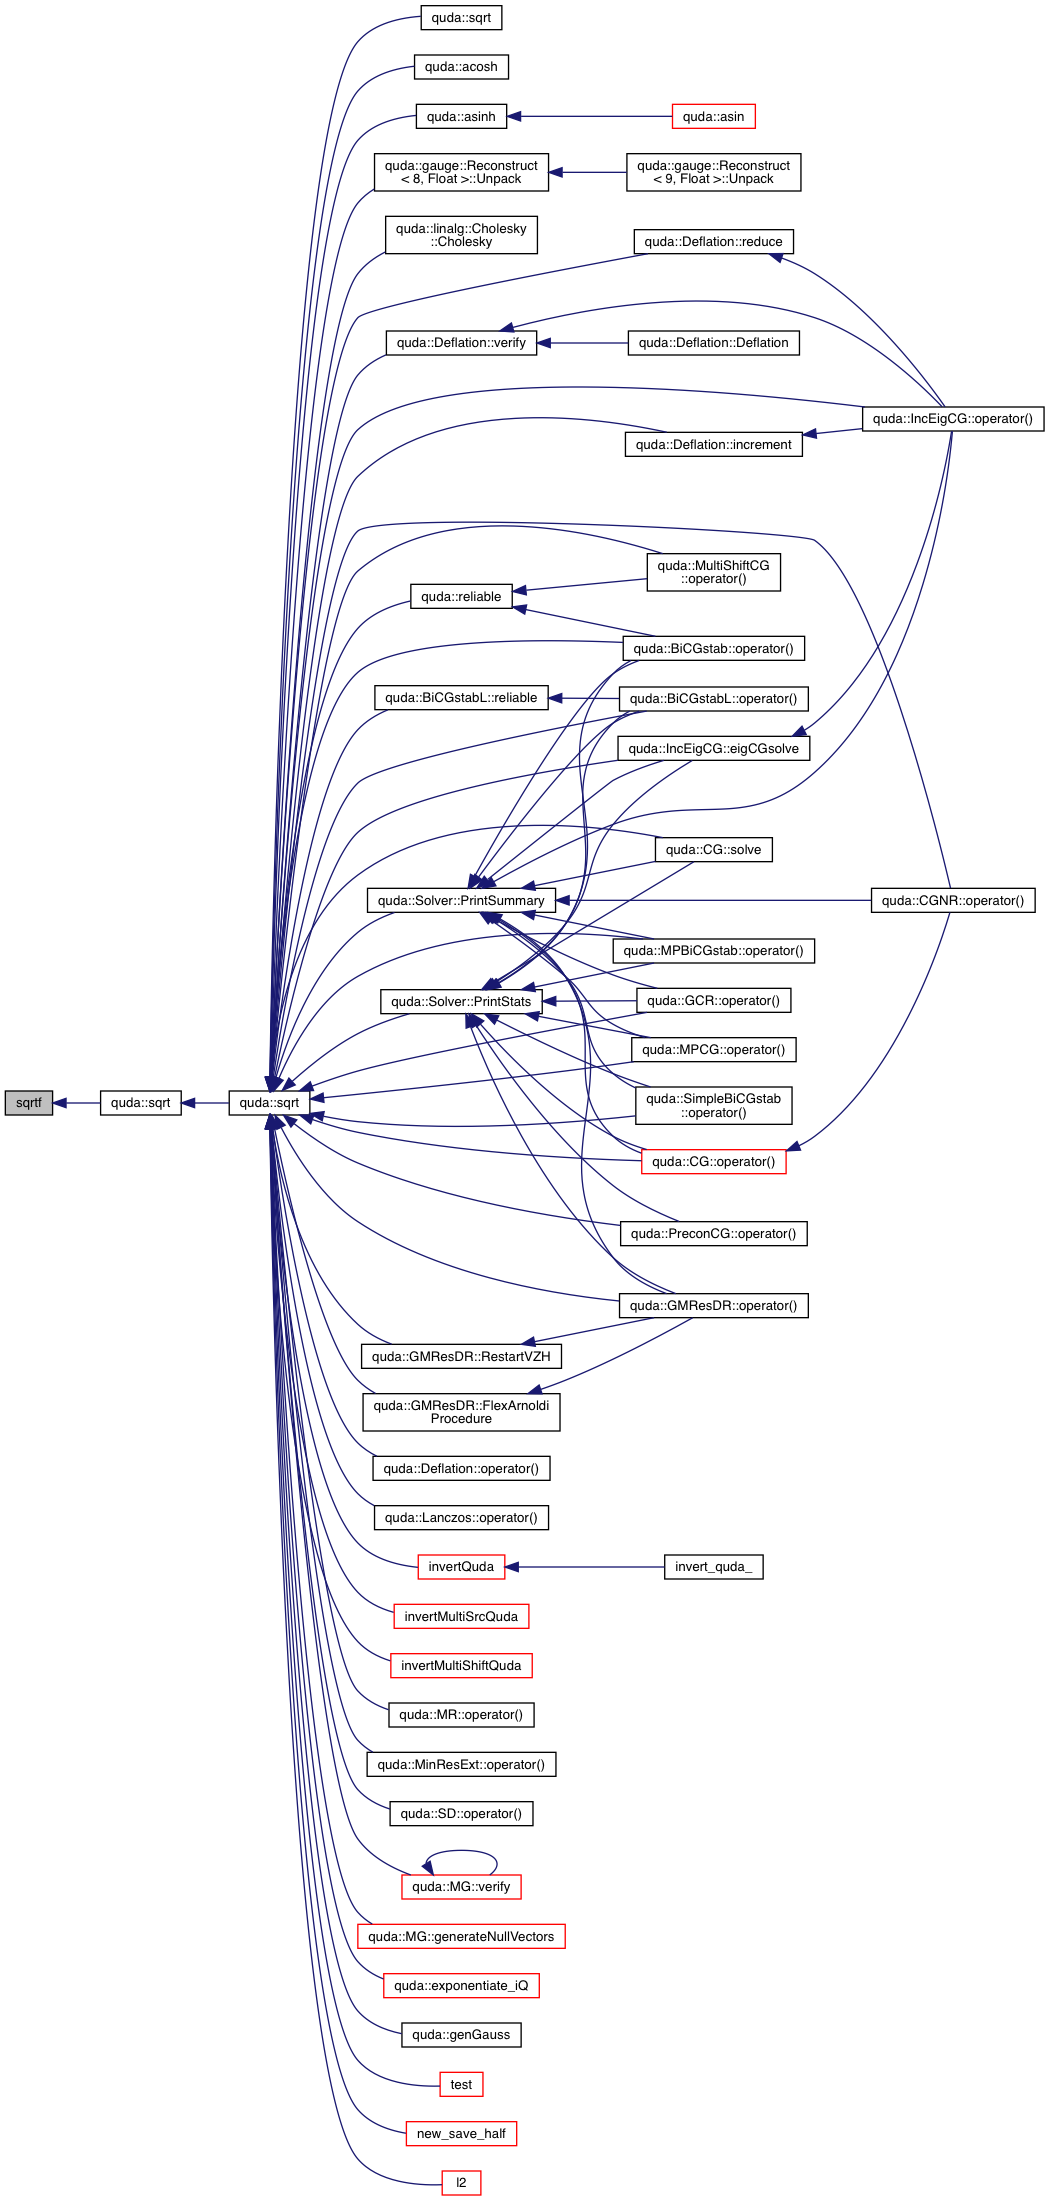 quda::sqrt
quda::acosh
quda::asinh
quda::asin
quda::gauge::Reconstruct
< 8, Float >::Unpack
quda::gauge::Reconstruct
< 9, Float >::Unpack
quda::linalg::Cholesky
::Cholesky
quda::Deflation::reduce
quda::Deflation::verify
quda::Deflation::Deflation
quda::IncEigCG::operator()
quda::Deflation::increment
quda::MultiShiftCG
::operator()
quda::reliable
quda::BiCGstab::operator()
quda::BiCGstabL::reliable
quda::BiCGstabL::operator()
quda::IncEigCG::eigCGsolve
quda::CG::solve
quda::Solver::PrintSummary
quda::CGNR::operator()
quda::MPBiCGstab::operator()
quda::Solver::PrintStats
quda::GCR::operator()
quda::MPCG::operator()
sqrtf
quda::sqrt
quda::sqrt
quda::SimpleBiCGstab
::operator()
quda::CG::operator()
quda::PreconCG::operator()
quda::GMResDR::operator()
quda::GMResDR::RestartVZH
quda::GMResDR::FlexArnoldi
Procedure
quda::Deflation::operator()
quda::Lanczos::operator()
invertQuda
invert_quda_
invertMultiSrcQuda
invertMultiShiftQuda
quda::MR::operator()
quda::MinResExt::operator()
quda::SD::operator()
quda::MG::verify
quda::MG::generateNullVectors
quda::exponentiate_iQ
quda::genGauss
test
new_save_half
l2